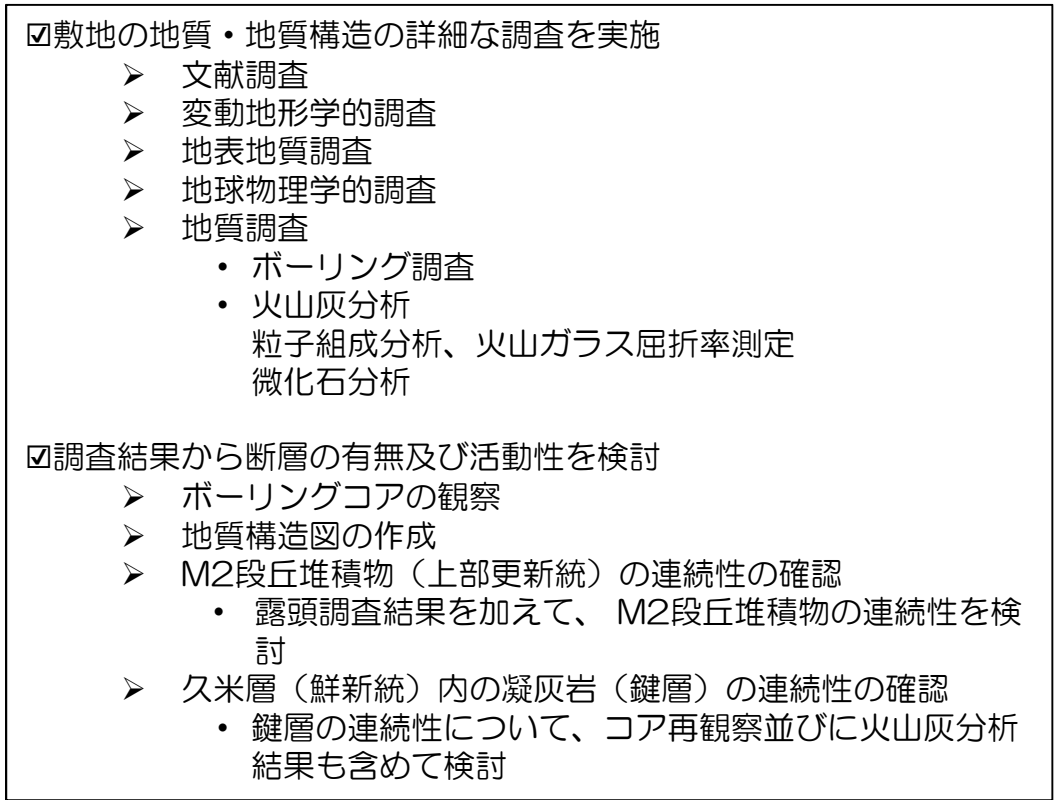 ☑敷地の地質・地質構造の詳細な調査を実施
➢ 文献調査
➢ 変動地形学的調査
➢ 地表地質調査
➢ 地球物理学的調査
➢ 地質調査
• ボーリング調査
• 火山灰分析
粒子組成分析、火山ガラス屈折率測定
微化石分析
☑調査結果から断層の有無及び活動性を検討
➢ ボーリングコアの観察
➢ 地質構造図の作成
➢ M2段丘堆積物（上部更新統）の連続性の確認
• 露頭調査結果を加えて、 M2段丘堆積物の連続性を検
討
➢ 久米層（鮮新統）内の凝灰岩（鍵層）の連続性の確認
• 鍵層の連続性について、コア再観察並びに火山灰分析
結果も含めて検討